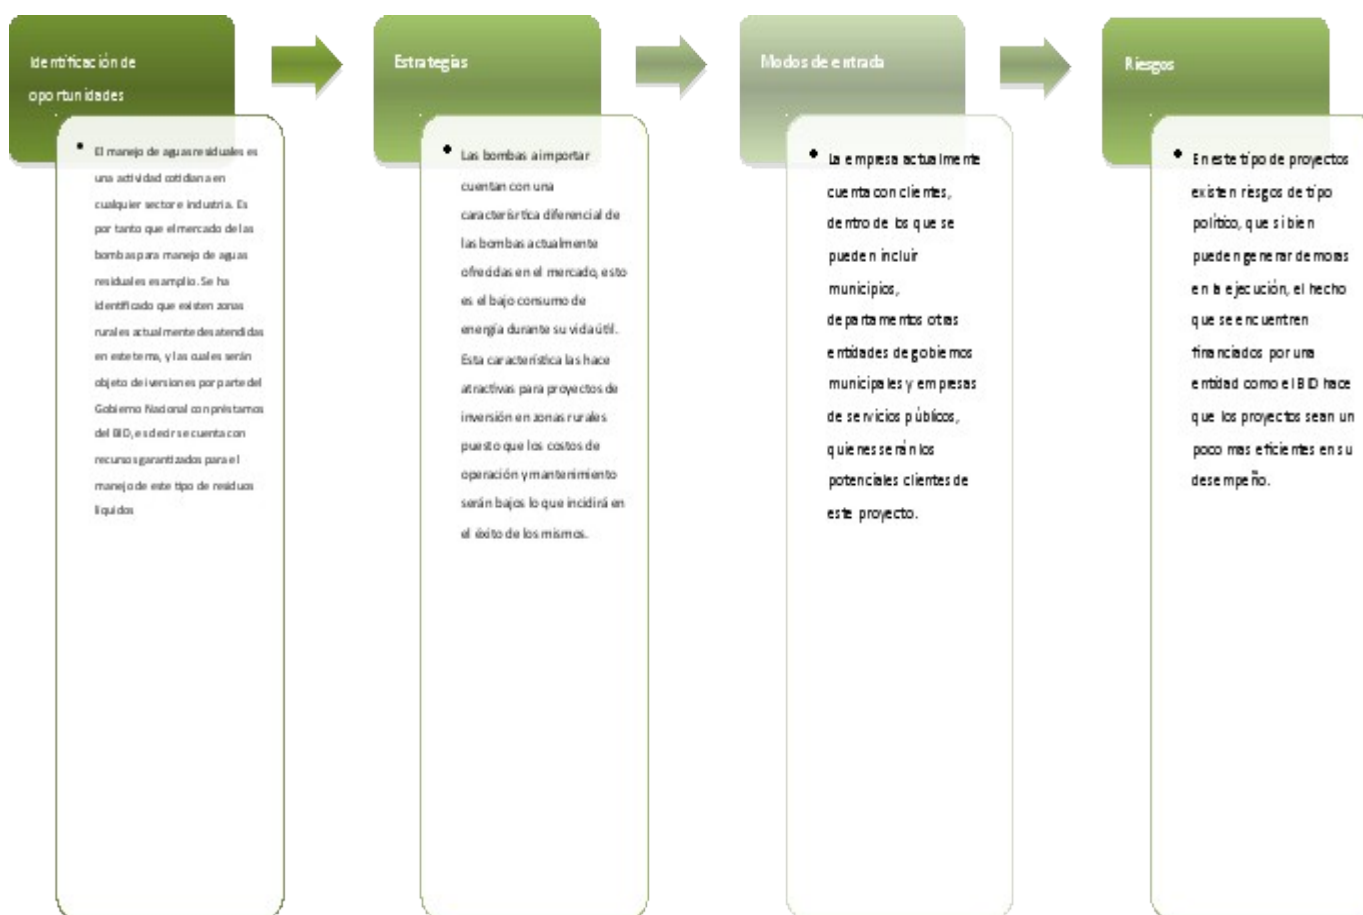 Identificación de
oportunidades
• El manejo de aguas residuales es
una actividad cotidiana en
cualquier sector e industria. Es
por tanto que el mercado de las
bombas para manejo de aguas
residuales es amplio. Se ha
identificado que existen zonas
rurales actualmente desatendidas
en este tema, y las cuales serán
objeto de iversiones por parte del
Gobierno Nacional con préstamos
del BID, es decir se cuenta con
recursos garantizados para el
manejo de este tipo de residuos
liquidos
Estrategias
• Las bombas a importar
cuentan con una
característica diferencial de
las bombas actualmente
ofrecidas en el mercado, esto
es el bajo consumo de
energía durante su vida útil.
Esta característica las hace
atractivas para proyectos de
inversión en zonas rurales
puesto que los costos de
operación y mantenimiento
serán bajos lo que incidirá en
el éxito de los mismos.
Modos de entrada
• La empresa actualmente
cuenta con clientes,
dentro de los que se
pueden incluir
municipios,
departamentos otras
entidades de gobiernos
municipales y empresas
de servicios públicos,
quienes serán los
potenciales clientes de
este proyecto.
Riesgos
• En este tipo de proyectos
existen riesgos de tipo
político, que si bien
pueden generar demoras
en la ejecución, el hecho
que se encuentren
financiados por una
entidad como el BID hace
que los proyectos sean un
poco mas eficientes en su
desempeño.